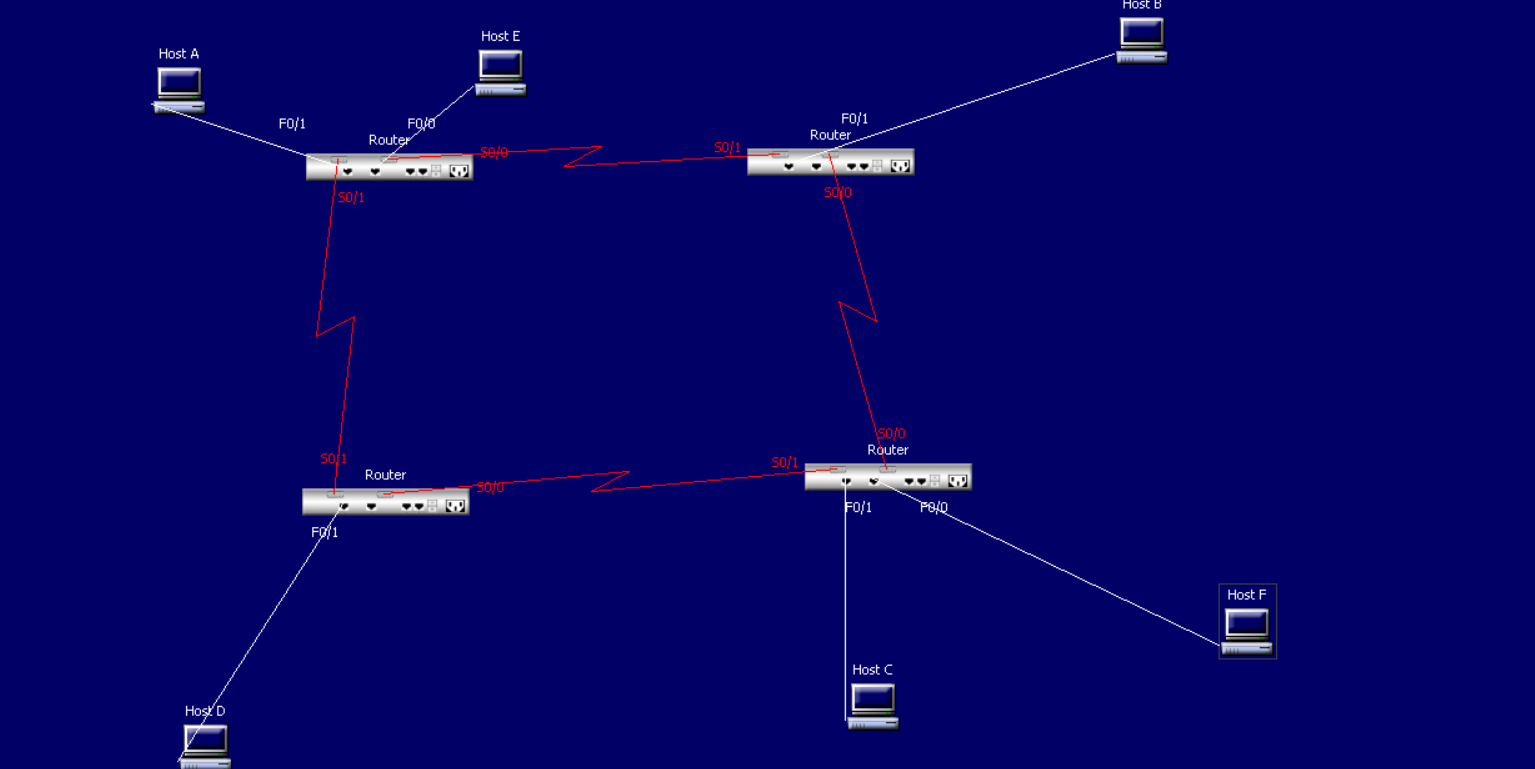 Host B
Host E
Host A
F0/1
F0/0
Router
S0/0
S0/1
F0/1
Router
S0/1
S0/0
S0/0
Router
S0/1
S0/1
Router
S0/0
F0/1
F0/0
F0/1
Host F
Host C
Host D